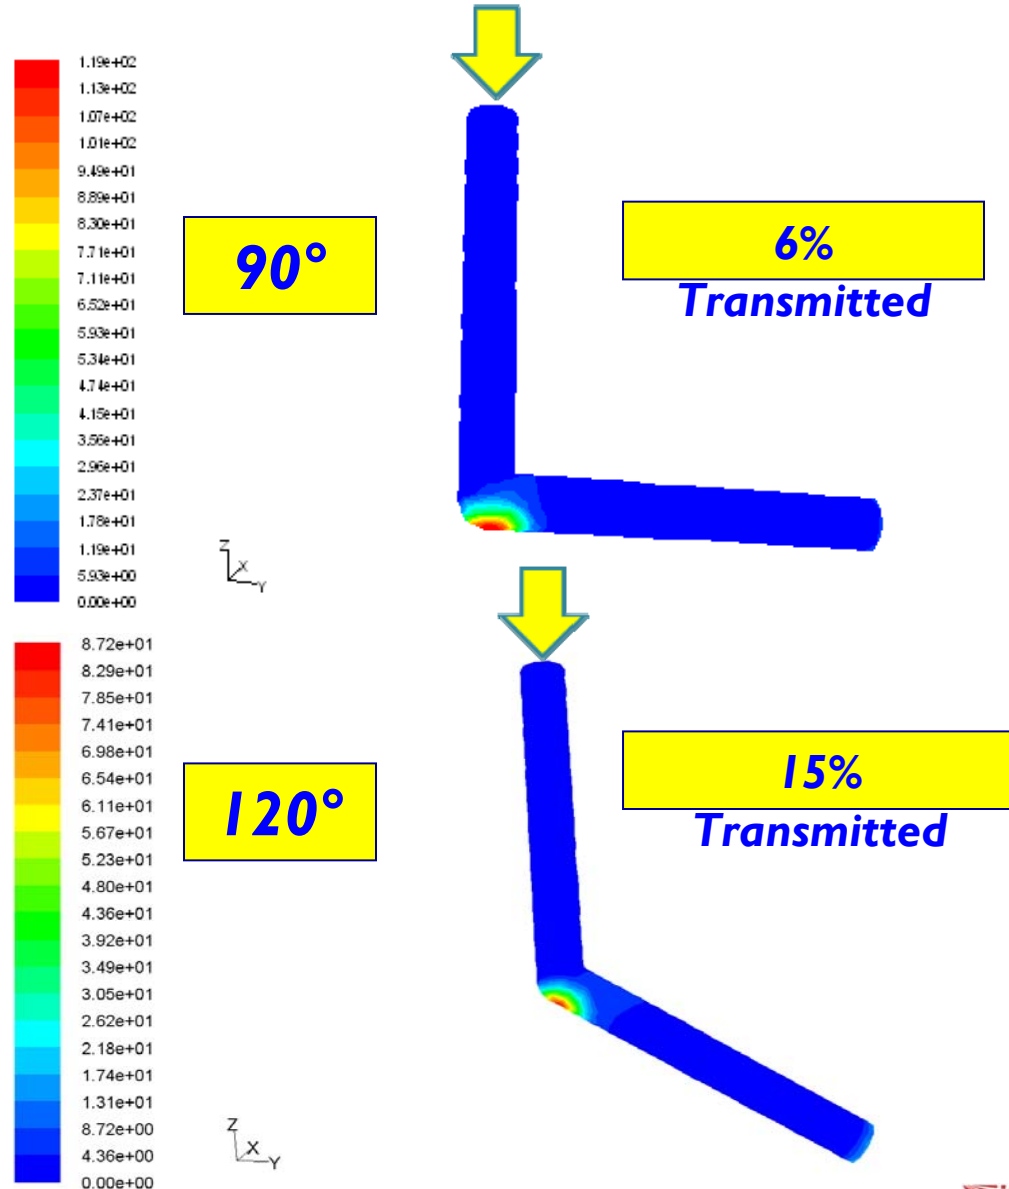 1.19e+02
1.13e+02
1.07e+02
1.01e+02
9.49e+01
8.89e+01
8.30e+01
7.71e+01
7.11e+01
6.52e+01
5.93e+01
5.34e+01
4.74e+01
4.15e+01
3.56e+01
2.96e+01
2.37e+01
1.78e+01
1.19e+01
5.93e+00
0.00e+00
90°
6%
Transmitted
Z
X
Y
8.72e+01
8.29e+01
7.85e+01
7.41e+01
6.98e+01
6.54e+01
6.11e+01
5.67e+01
5.23e+01
4.80e+01
4.36e+01
3.92e+01
3.49e+01
3.05e+01
2.62e+01
2.18e+01
1.74e+01
1.31e+01
8.72e+00
4.36e+00
0.00e+00
120°
15%
Transmitted
Z
X
Y